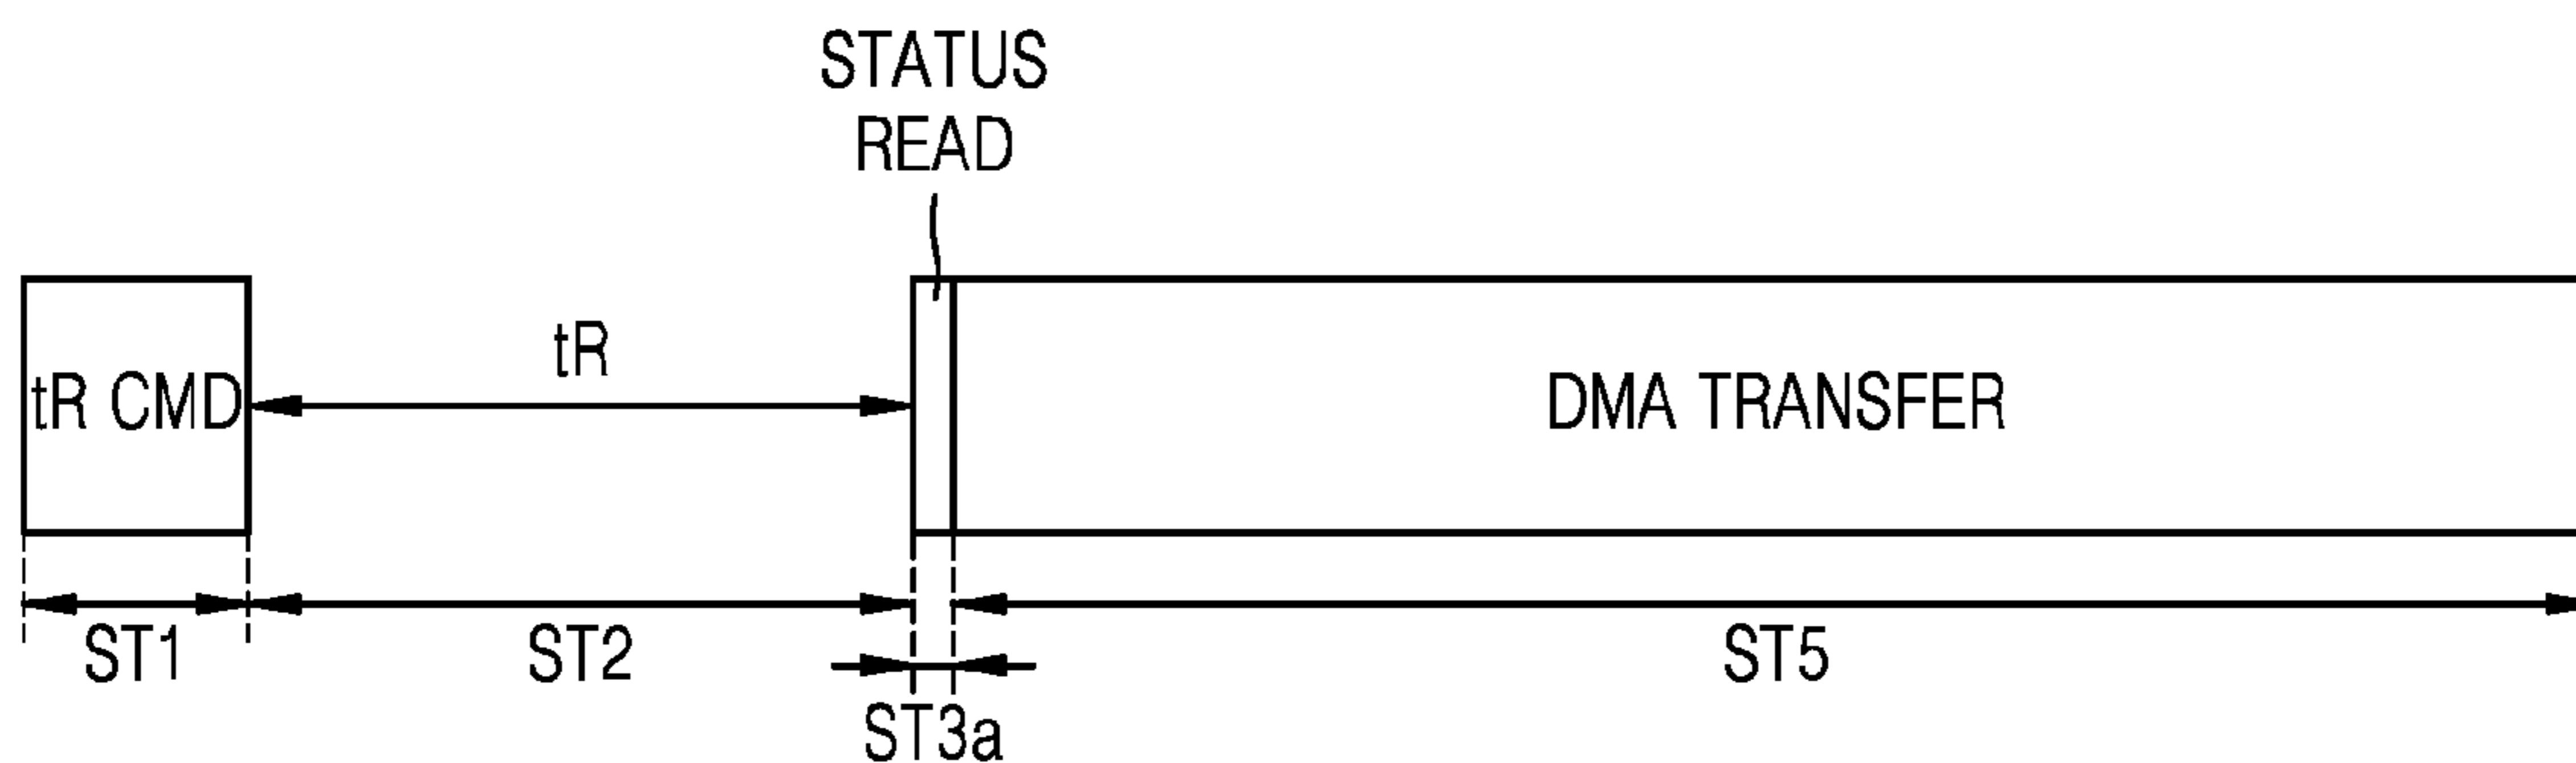 STATUS
READ
tR
tR CMD
DMA TRANSFER
ST1
ST2
ST5
ST3a